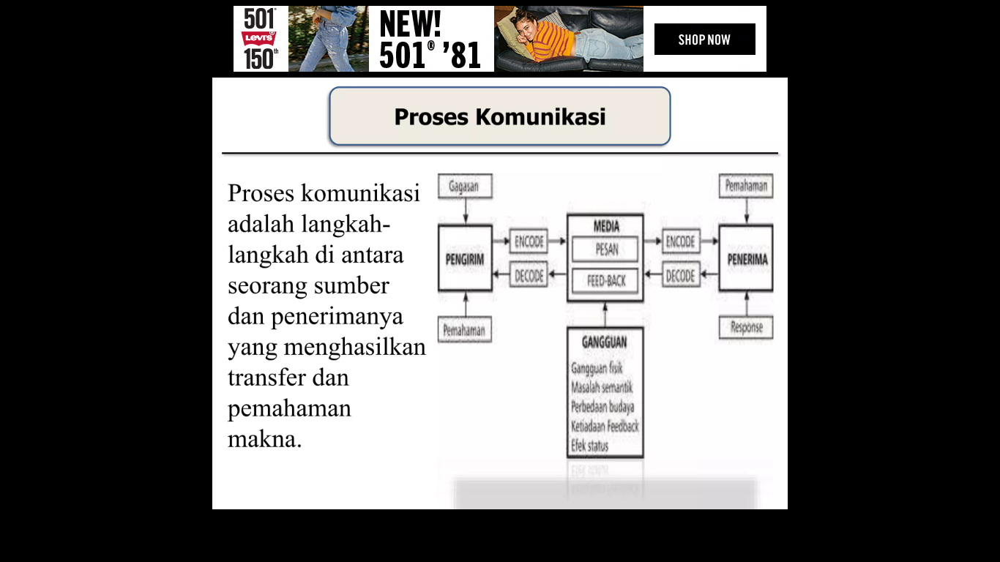 501®
Levi's®
150th
NEW!
501® '81
SHOP NOW
Proses Komunikasi
Proses komunikasi
adalah langkah-
langkah di antara
seorang sumber
dan penerimanya
yang menghasilkan
transfer dan
pemahaman
makna.
Gagasan
Pemahaman
MEDIA
PENGIRIM
ENCODE
PESAN
ENCODE
PENERIMA
DECODE
FEED-BACK
DECODE
Pemahaman
Response
GANGGUAN
Gangguan fisik
Masalah semantik
Perbedaan budaya
Ketiadaan Feedback
Efek status